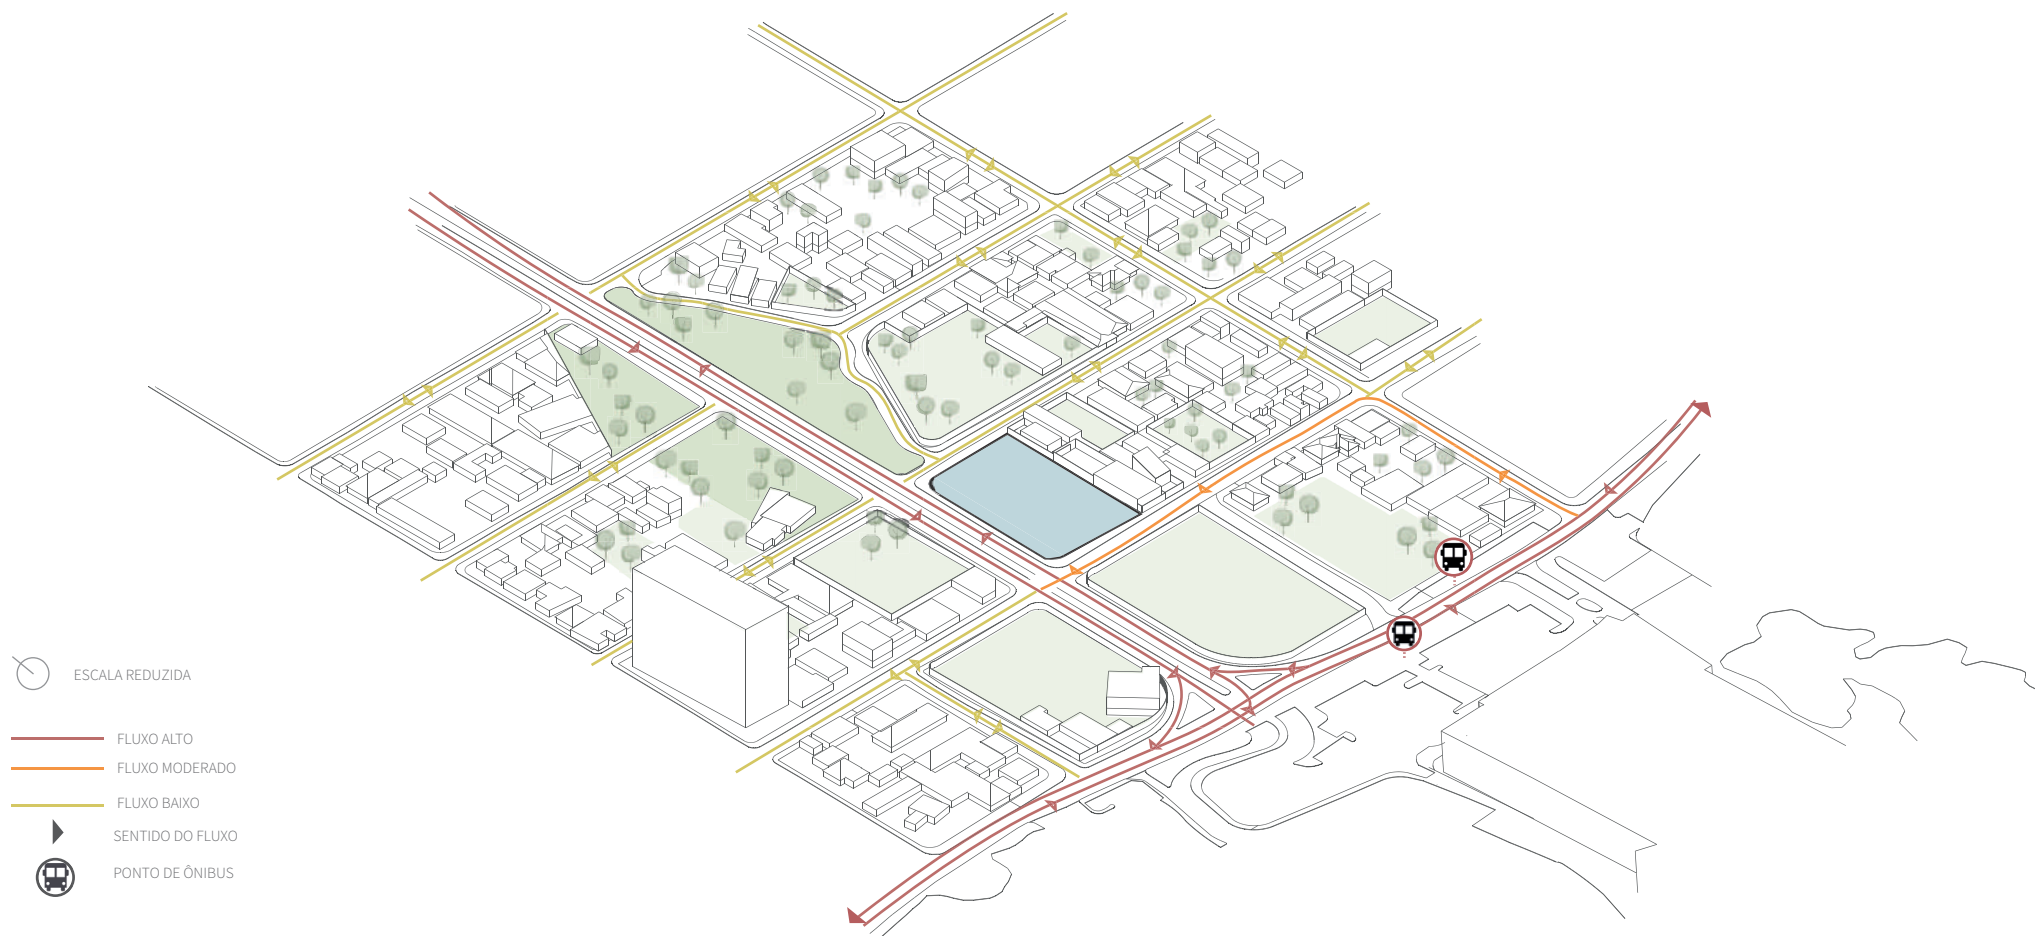 ESCALA REDUZIDA
FLUXO ALTO
FLUXO MODERADO
FLUXO BAIXO
SENTIDO DO FLUXO
PONTO DE ÔNIBUS